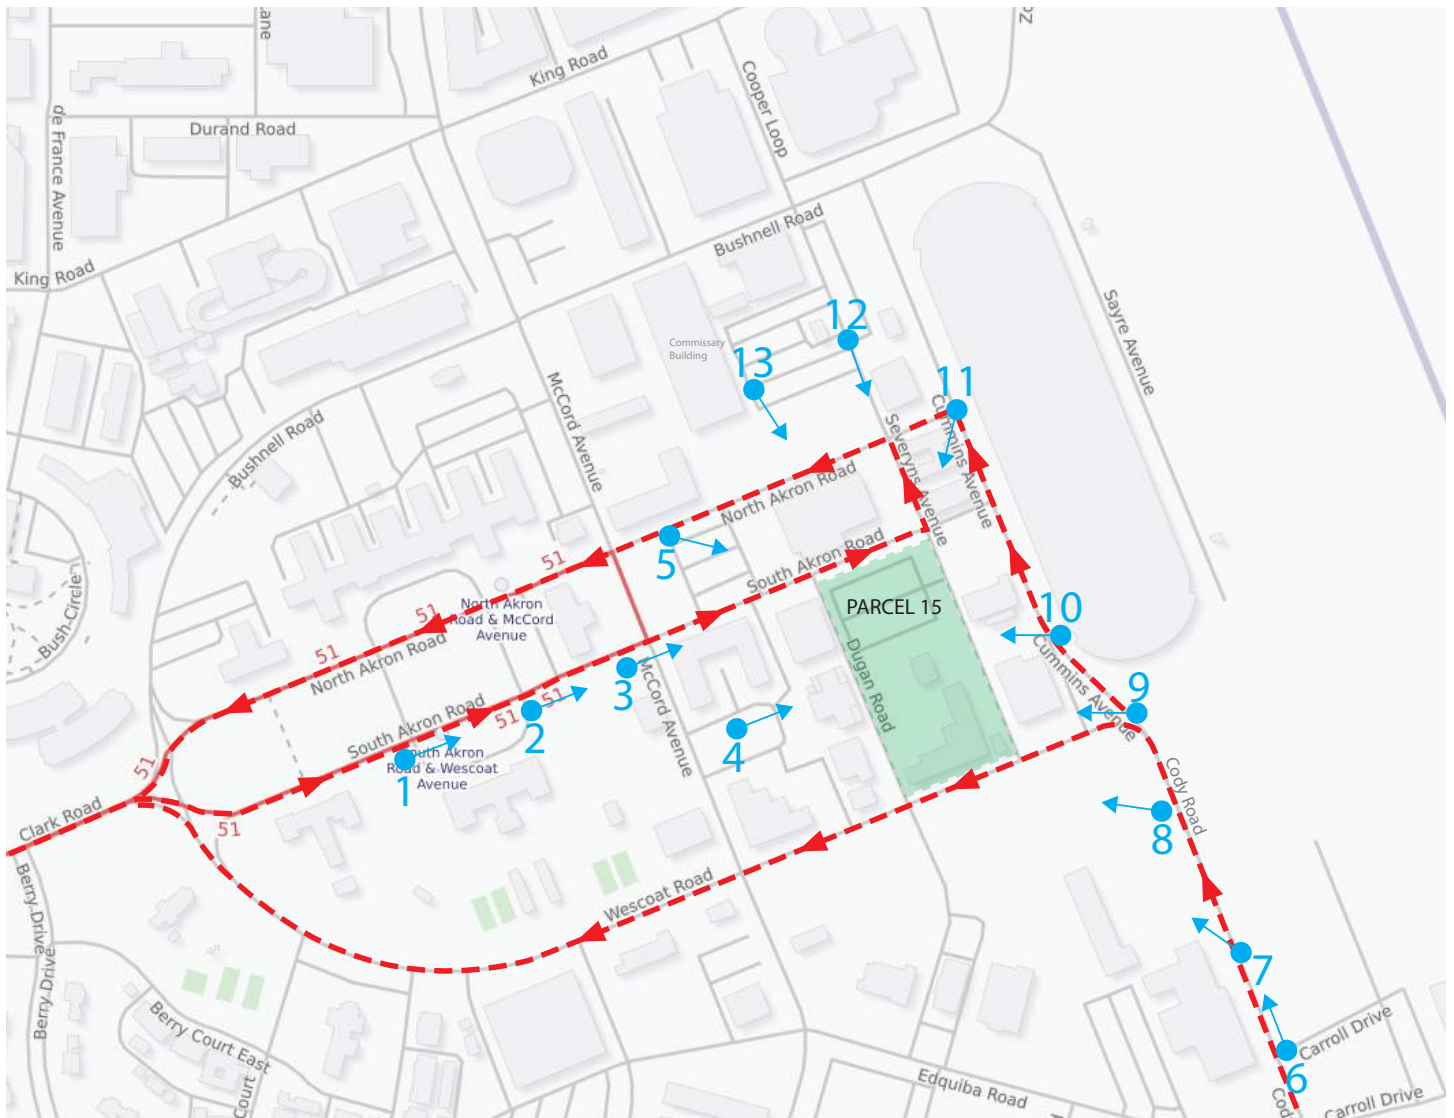 ane
Co
N
King Road
de France Avenue
Durand Road
Cooper Loop
Bushnell Road
King Road
Sayre Avenue
12
Commissary
Building
13
11
McCord Avenue
Cummins Avenue
Bushnell Road
Severyns Avenue
North Akron Road
5
South Akron Road
51
51
North Akron
Road & McCord
Avenue
PARCEL 15
10
Bush Circle
51
North Akron Road
Dugan Road
Cummins Avenue
3
McCord Avenue
9
51
51
2
South Akron Road
4
South Akron
Road & Wescoat
Avenue
1
51
Cody Road
Clark Road
51
8
Berry Drive
Wescoat Road
7
Berry Drive
Berry Court East
Carroll Drive
6
Edquiba Road
Court
Cod
Carroll Drive